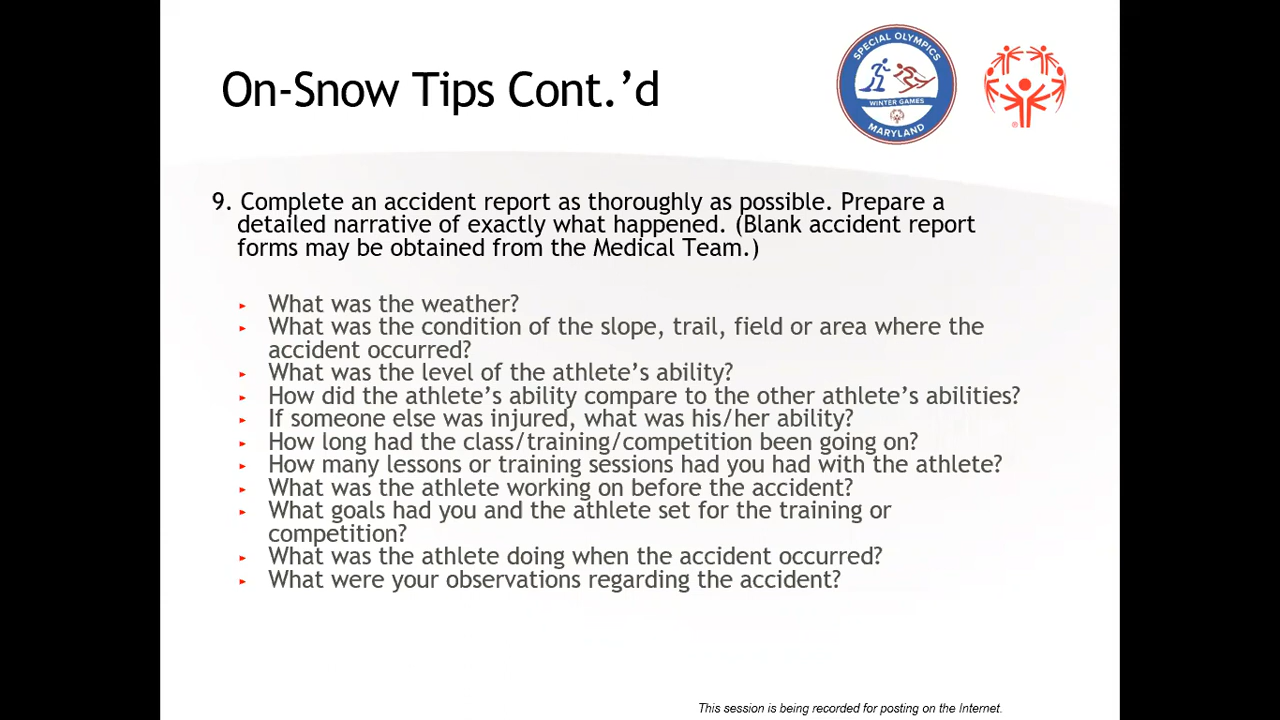 On-Snow Tips Cont.’d
SPECIAL OLYMPICS
WINTER GAMES
MARYLAND
9. Complete an accident report as thoroughly as possible. Prepare a
detailed narrative of exactly what happened. (Blank accident report
forms may be obtained from the Medical Team.)
► What was the weather?
► What was the condition of the slope, trail, field or area where the
accident occurred?
► What was the level of the athlete’s ability?
► How did the athlete’s ability compare to the other athlete’s abilities?
► If someone else was injured, what was his/her ability?
► How long had the class/training/competition been going on?
► How many lessons or training sessions had you had with the athlete?
► What was the athlete working on before the accident?
► What goals had you and the athlete set for the training or
competition?
► What was the athlete doing when the accident occurred?
► What were your observations regarding the accident?
This session is being recorded for posting on the Internet.